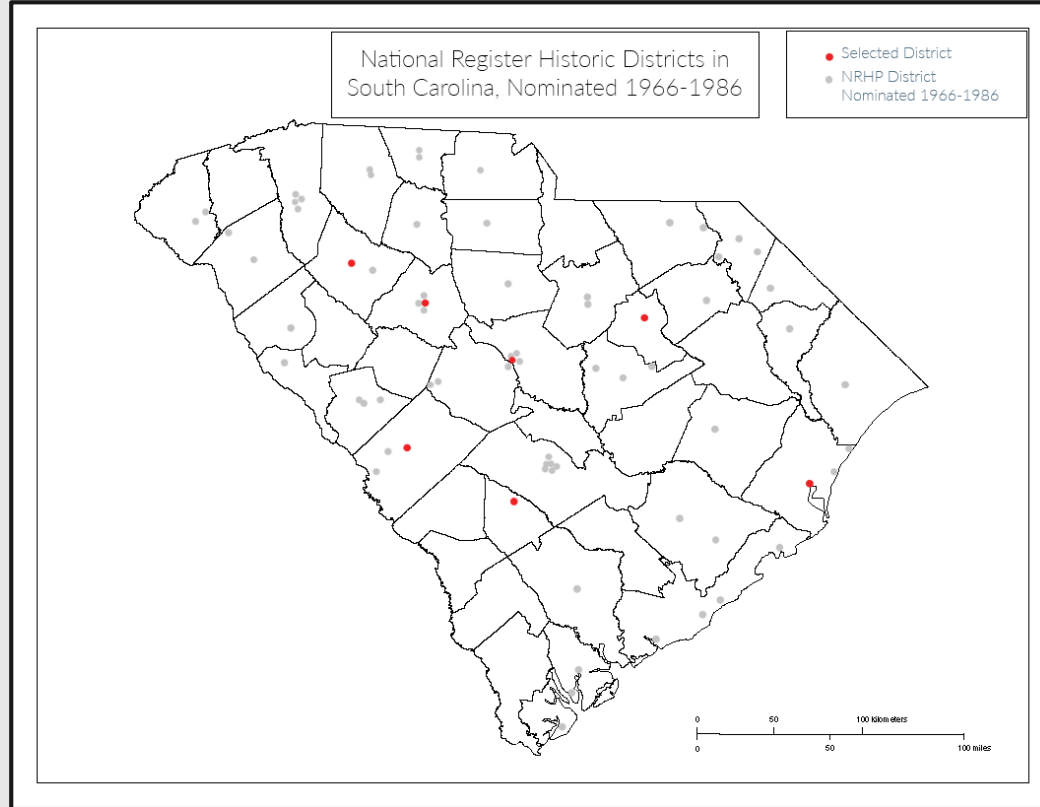 National Register Historic Districts in
South Carolina, Nominated 1966-1986
Selected District
NRHP District
Nominated 1966-1986
0 50 100 kilometers
0 50 100 miles